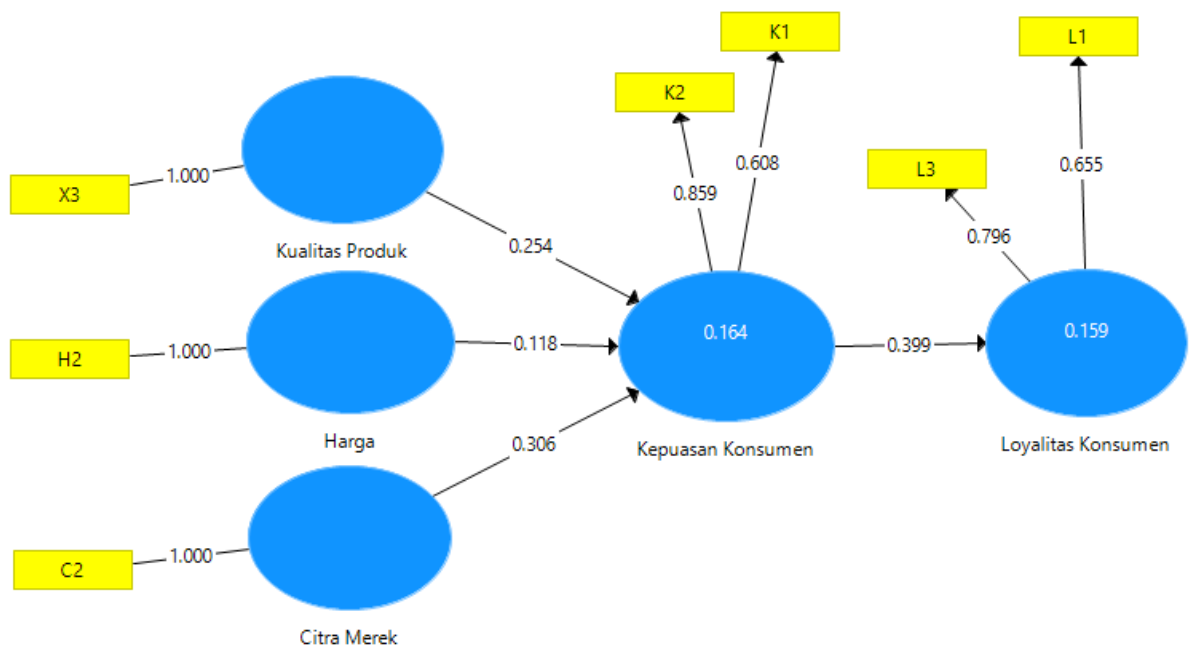 K1
L1
K2
L3
0.608
0.655
0.859
0.796
X3
1.000
Kualitas Produk
0.254
H2
1.000
0.118
0.164
0.399
0.159
Harga
Kepuasan Konsumen
Loyalitas Konsumen
0.306
C2
1.000
Citra Merek